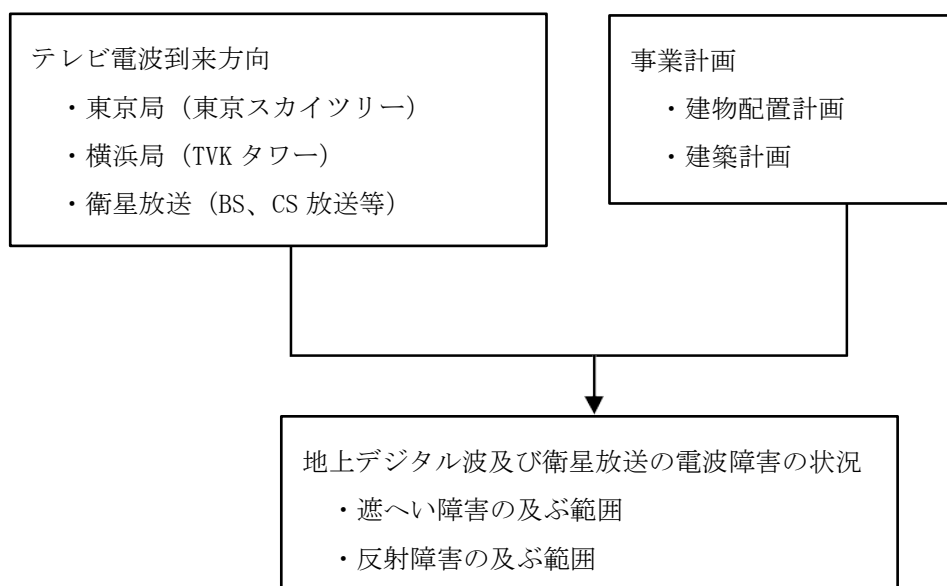 テレビ電波到来方向
・東京局（東京スカイツリー）
・横浜局（TVK タワー）
・衛星放送（BS、CS 放送等）
事業計画
・建物配置計画
・建築計画
地上デジタル波及び衛星放送の電波障害の状況
・遮へい障害の及ぶ範囲
・反射障害の及ぶ範囲